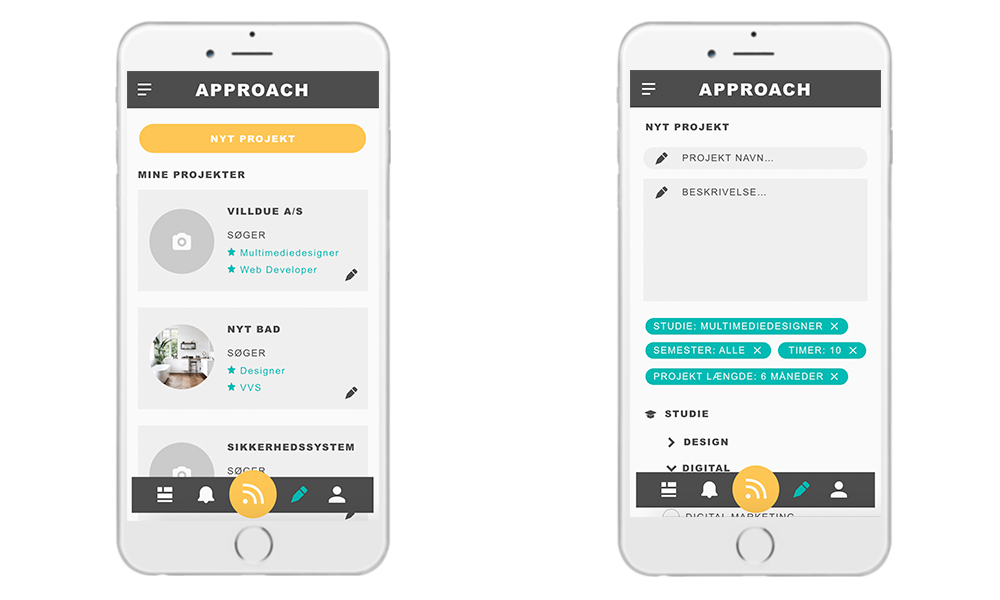 APPROACH
NYT PROJEKT
MINE PROJEKTER
VILLDUE A/S
SØGER
Multimediedesigner
Web Developer
NYT BAD
SØGER
Designer
VVS
SIKKERHEDSSYSTEM
SØGER
APPROACH
NYT PROJEKT
PROJEKT NAVN...
BESKRIVELSE...
STUDIE: MULTIMEDIEDESIGNER
SEMESTER: ALLE TIMER: 10
PROJEKT LÆNGDE: 6 MÅNEDER
STUDIE
DESIGN
DIGITAL
DIGITAL MARKETING